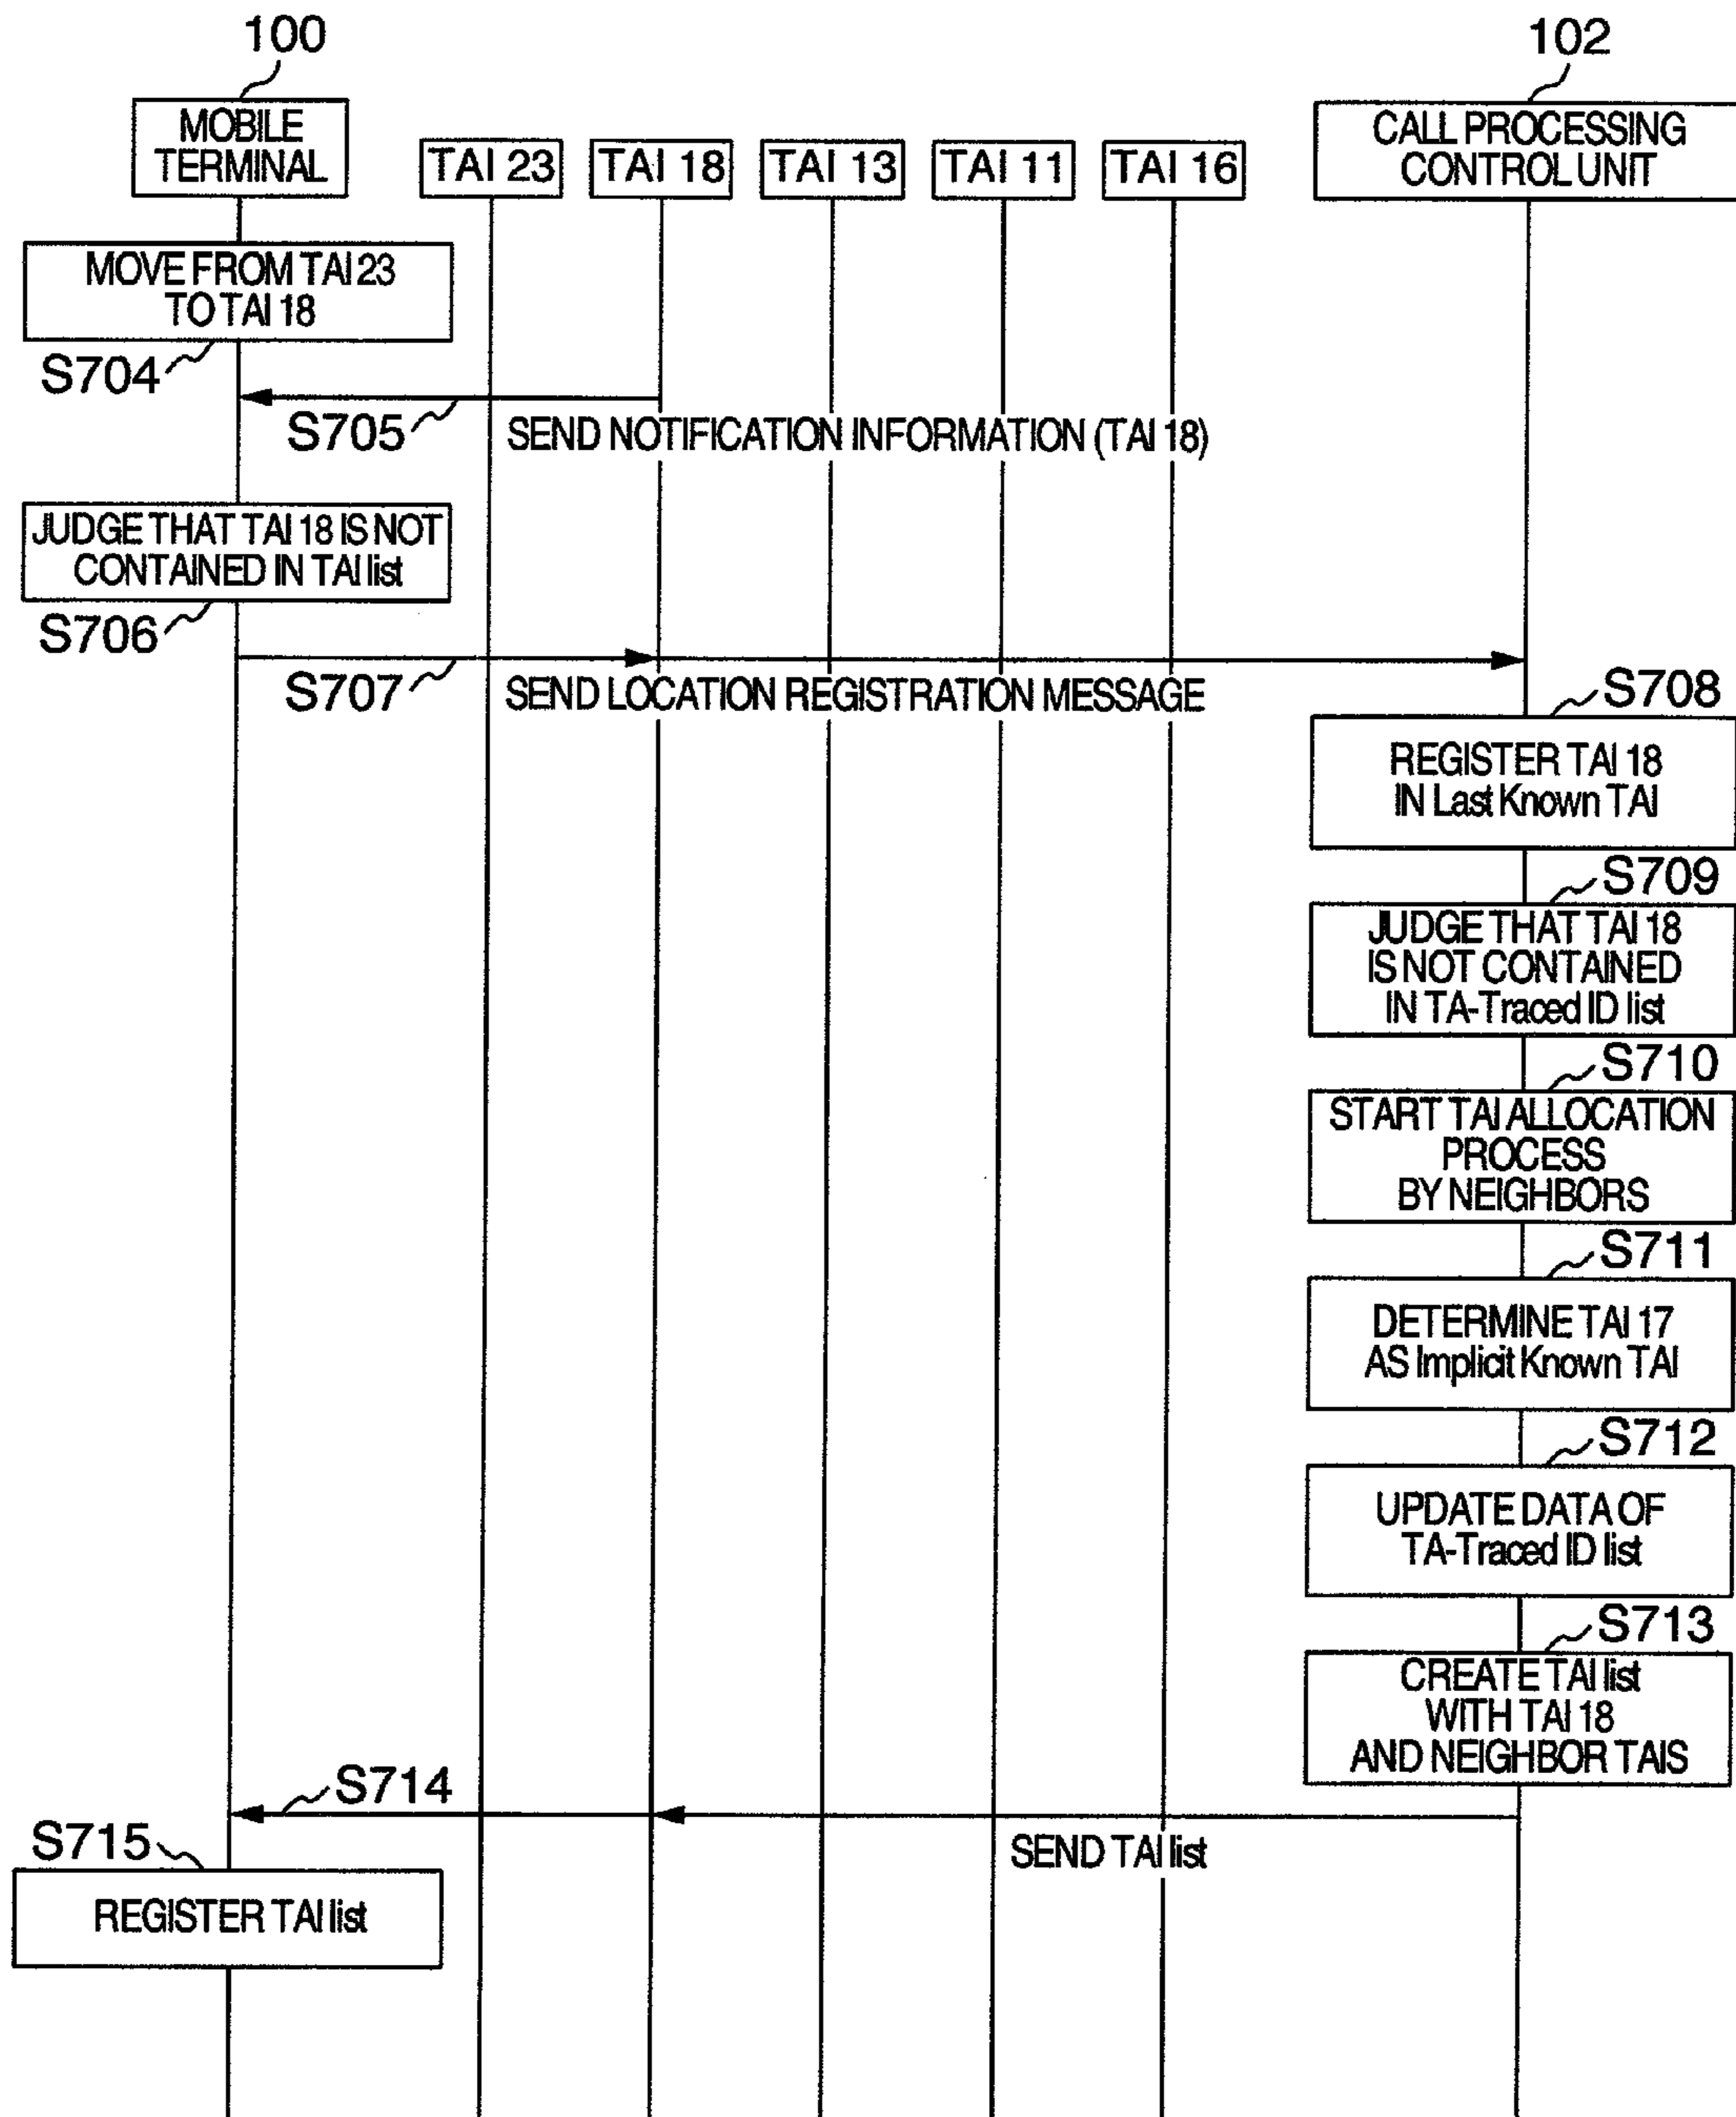 100
102
MOBILE
TERMINAL
TAI 23
TAI 18
TAI 13
TAI 11
TAI 16
CALL PROCESSING
CONTROL UNIT
MOVE FROM TAI 23
TO TAI 18
S704
S705
SEND NOTIFICATION INFORMATION (TAI 18)
JUDGE THAT TAI 18 IS NOT
CONTAINED IN TAI list
S706
S707
SEND LOCATION REGISTRATION MESSAGE
S708
REGISTER TAI 18
IN Last Known TAI
S709
JUDGE THAT TAI 18
IS NOT CONTAINED
IN TA-Traced ID list
S710
START TAI ALLOCATION
PROCESS
BY NEIGHBORS
S711
DETERMINE TAI 17
AS Implicit Known TAI
S712
UPDATE DATA OF
TA-Traced ID list
S713
CREATE TAI list
WITH TAI 18
AND NEIGHBOR TAIS
S714
SEND TAI list
S715
REGISTER TAI list